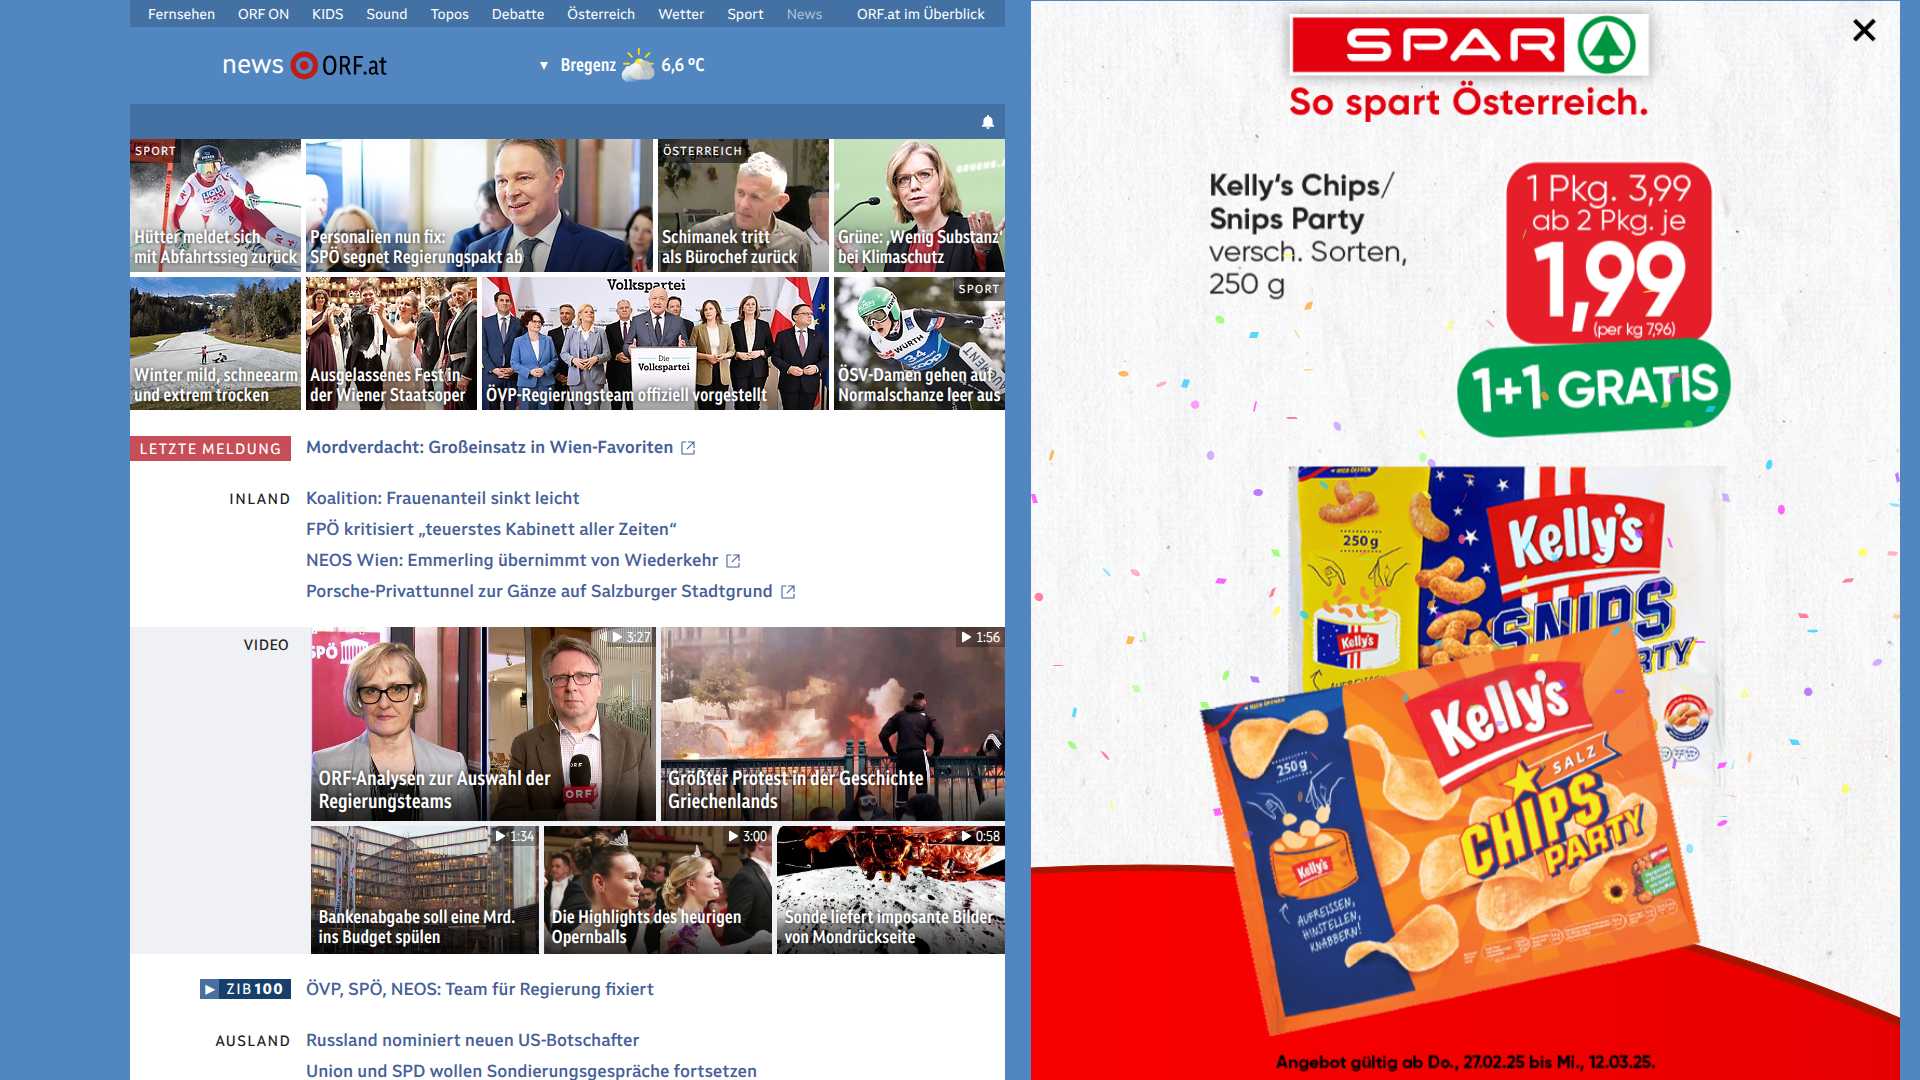 Fernsehen ORF ON KIDS Sound Topos Debatte Österreich Wetter Sport News ORF.at im Überblick
news ORF.at
Bregenz 6,6 °C
SPORT
Hütter meldet sich
mit Abfahrtssieg zurück
Personalien nun fix:
SPÖ segnet Regierungspakt ab
ÖSTERREICH
Schimanek tritt
als Bürochef zurück
Grüne: „Wenig Substanz“
bei Klimaschutz
Winter mild, schneearm
und extrem trocken
Ausgelassenes Fest in
der Wiener Staatsoper
Volkspartei
Die
Volkspartei
ÖVP-Regierungsteam offiziell vorgestellt
SPORT
WÜRTH
34
ÖSV-Damen gehen auf
Normalschanze leer aus
LETZTE MELDUNG
Mordverdacht: Großeinsatz in Wien-Favoriten
INLAND
Koalition: Frauenanteil sinkt leicht
FPÖ kritisiert „teuerstes Kabinett aller Zeiten“
NEOS Wien: Emmerling übernimmt von Wiederkehr
Porsche-Privattunnel zur Gänze auf Salzburger Stadtgrund
VIDEO
SPÖ
3:27
ORF
ORF-Analysen zur Auswahl der
Regierungsteams
1:56
Größter Protest in der Geschichte
Griechenlands
1:34
Bankenabgabe soll eine Mrd.
ins Budget spülen
3:00
Die Highlights des heurigen
Opernballs
0:58
Sonde liefert imposante Bilder
von Mondrückseite
ZIB100
ÖVP, SPÖ, NEOS: Team für Regierung fixiert
AUSLAND
Russland nominiert neuen US-Botschafter
Union und SPD wollen Sondierungsgespräche fortsetzen
SPAR
So spart Österreich.
Kelly's Chips/
Snips Party
versch. Sorten,
250 g
1 Pkg. 3,99
ab 2 Pkg. je
1,99
(per kg 7,96)
1+1 GRATIS
250g
Kelly's
Kelly's
SNIPS
PARTY
HIER ÖFFNEN
250g
Kelly's
AUFREISSEN,
HINSTELLEN,
KNABBERN!
Kelly's
SALZ
CHIPS
PARTY
Angebot gültig ab Do., 27.02.25 bis Mi., 12.03.25.